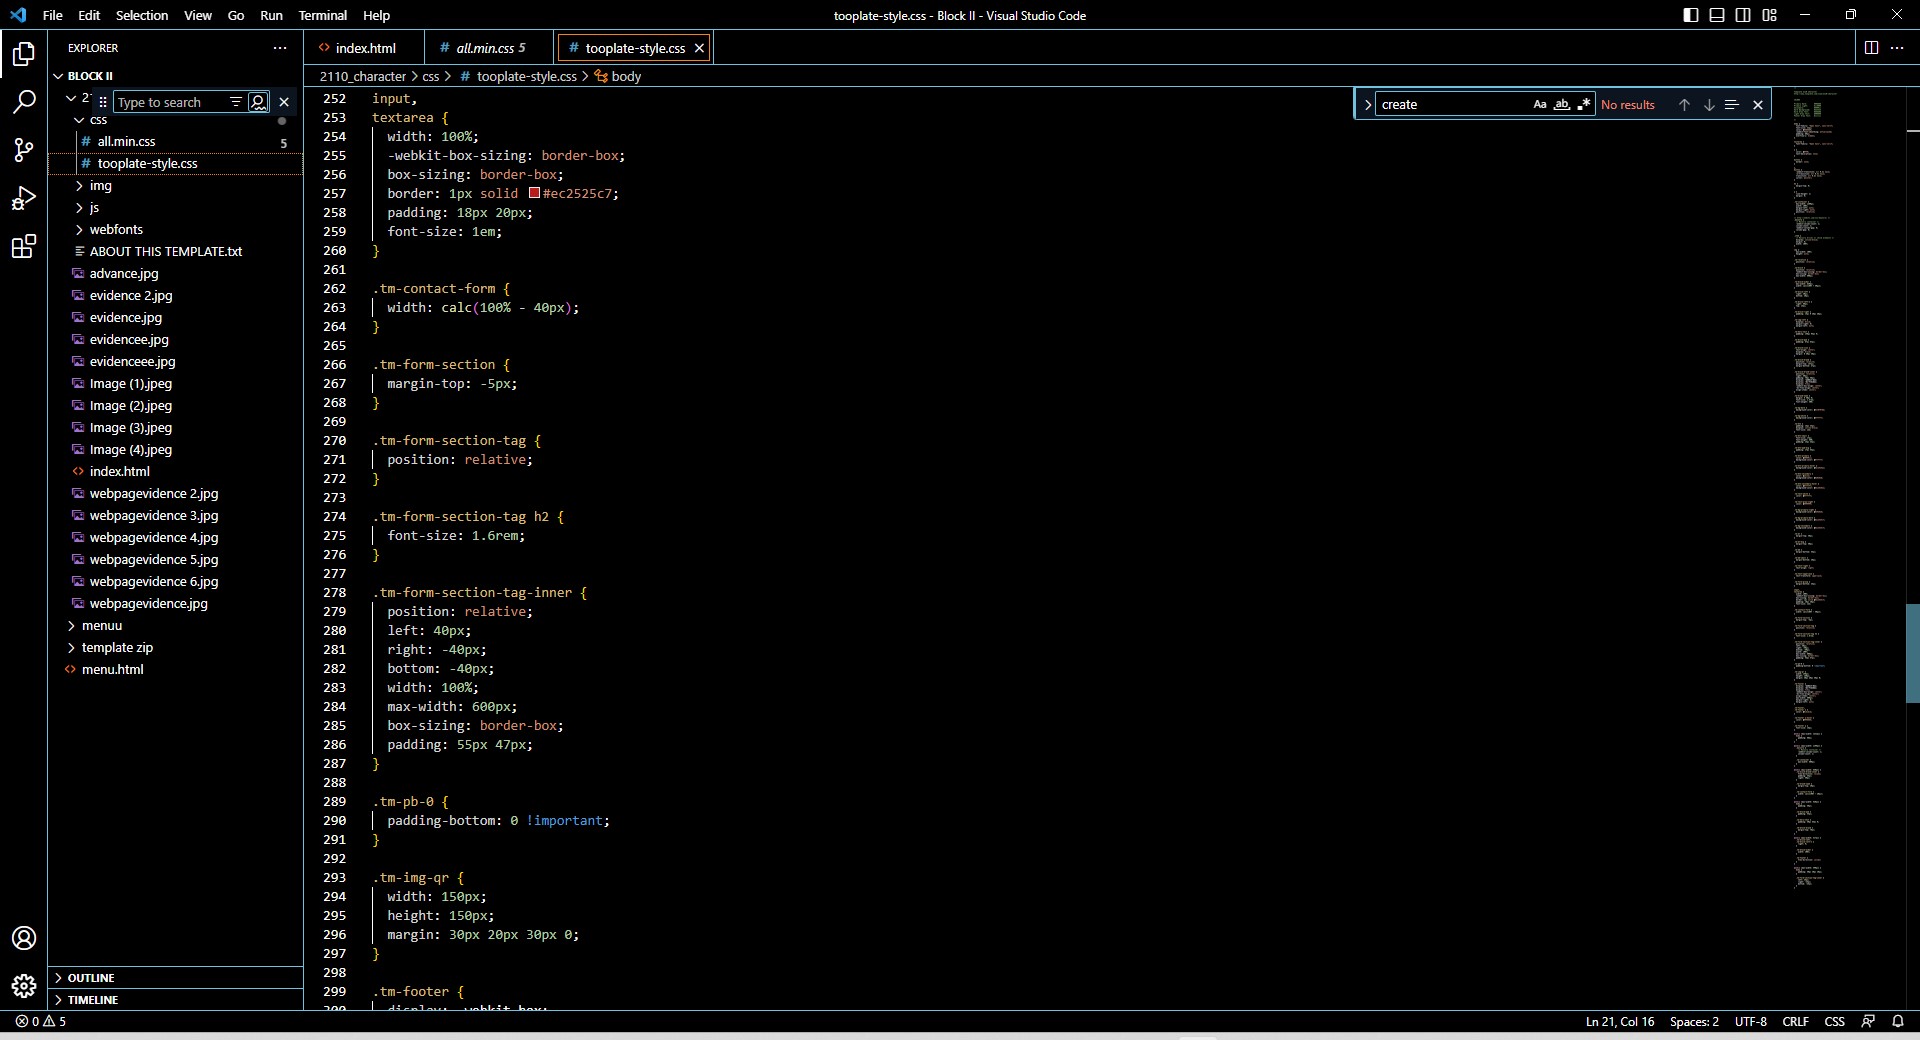 File Edit Selection View Go Run Terminal Help
tooplate-style.css - Block II - Visual Studio Code
EXPLORER
BLOCK II
Type to search
css
# all.min.css 5
# tooplate-style.css
img
js
webfonts
ABOUT THIS TEMPLATE.txt
advance.jpg
evidence 2.jpg
evidence.jpg
evidencee.jpg
evidenceee.jpg
Image (1).jpeg
Image (2).jpeg
Image (3).jpeg
Image (4).jpeg
<> index.html
webpagevidence 2.jpg
webpagevidence 3.jpg
webpagevidence 4.jpg
webpagevidence 5.jpg
webpagevidence 6.jpg
webpagevidence.jpg
menuu
template zip
<> menu.html
OUTLINE
TIMELINE
<> index.html # all.min.css 5 # tooplate-style.css
2110_character > css > # tooplate-style.css > body
create Aa ab No results
252 input,
253 textarea {
254 width: 100%;
255 -webkit-box-sizing: border-box;
256 box-sizing: border-box;
257 border: 1px solid #ec2525c7;
258 padding: 18px 20px;
259 font-size: 1em;
260 }
261
262 .tm-contact-form {
263 width: calc(100% - 40px);
264 }
265
266 .tm-form-section {
267 margin-top: -5px;
268 }
269
270 .tm-form-section-tag {
271 position: relative;
272 }
273
274 .tm-form-section-tag h2 {
275 font-size: 1.6rem;
276 }
277
278 .tm-form-section-tag-inner {
279 position: relative;
280 left: 40px;
281 right: -40px;
282 bottom: -40px;
283 width: 100%;
284 max-width: 600px;
285 box-sizing: border-box;
286 padding: 55px 47px;
287 }
288
289 .tm-pb-0 {
290 padding-bottom: 0 !important;
291 }
292
293 .tm-img-qr {
294 width: 150px;
295 height: 150px;
296 margin: 30px 20px 30px 0;
297 }
298
299 .tm-footer {
0 5
Ln 21, Col 16 Spaces: 2 UTF-8 CRLF CSS